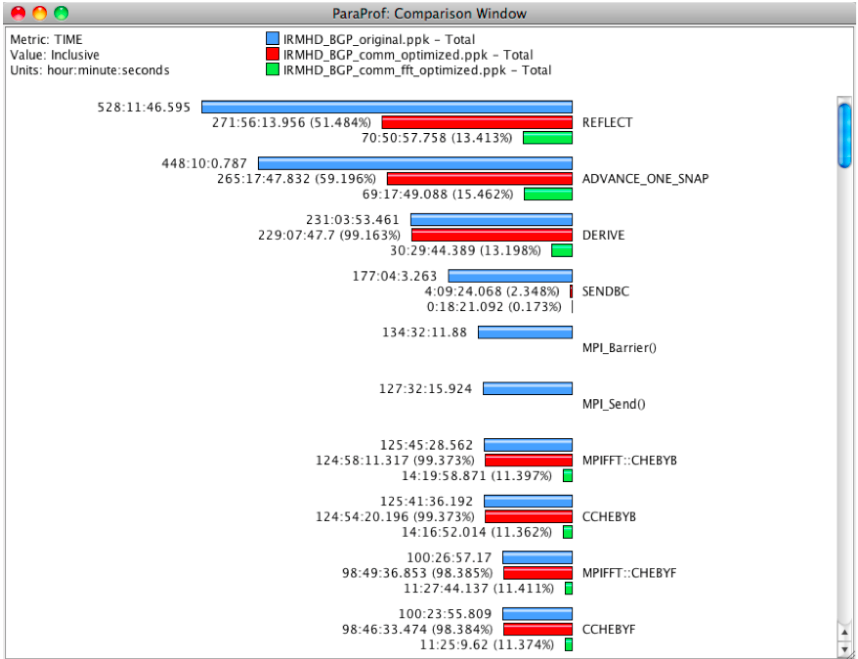 ParaProf: Comparison Window
Metric: TIME
Value: Inclusive
Units: hour:minute:seconds
IRMHD_BGP_original.ppk – Total
IRMHD_BGP_comm_optimized.ppk – Total
IRMHD_BGP_comm_fft_optimized.ppk – Total
528:11:46.595
271:56:13.956 (51.484%) REFLECT
70:50:57.758 (13.413%)
448:10:0.787
265:17:47.832 (59.196%) ADVANCE_ONE_SNAP
69:17:49.088 (15.462%)
231:03:53.461
229:07:47.7 (99.163%) DERIVE
30:29:44.389 (13.198%)
177:04:3.263
4:09:24.068 (2.348%) SENDBC
0:18:21.092 (0.173%)
134:32:11.88
MPI_Barrier()
127:32:15.924
MPI_Send()
125:45:28.562
124:58:11.317 (99.373%) MPIFFT::CHEBYB
14:19:58.871 (11.397%)
125:41:36.192
124:54:20.196 (99.373%) CCHEBYB
14:16:52.014 (11.362%)
100:26:57.17
98:49:36.853 (98.385%) MPIFFT::CHEBYF
11:27:44.137 (11.411%)
100:23:55.809
98:46:33.474 (98.384%) CCHEBYF
11:25:9.62 (11.374%)